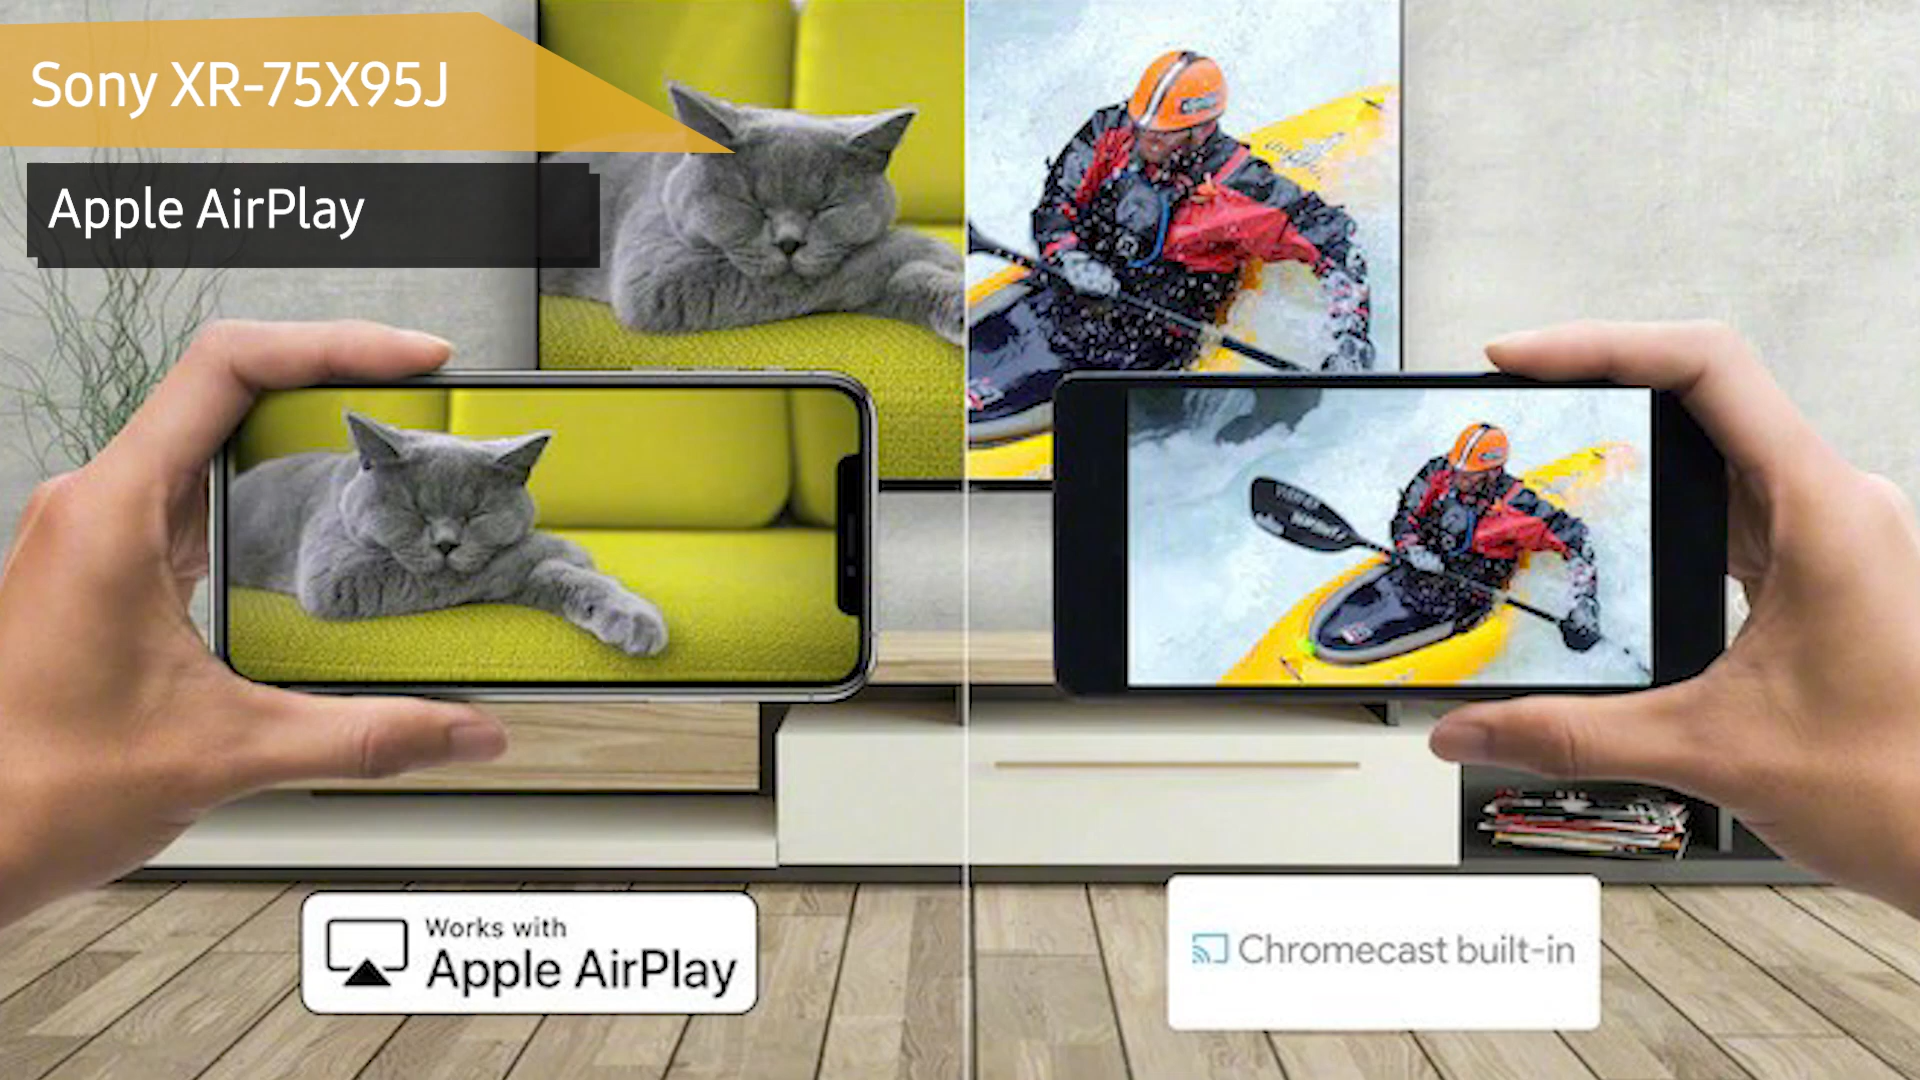 Sony XR-75X95J
Apple AirPlay
Works with
Apple AirPlay
Chromecast built-in